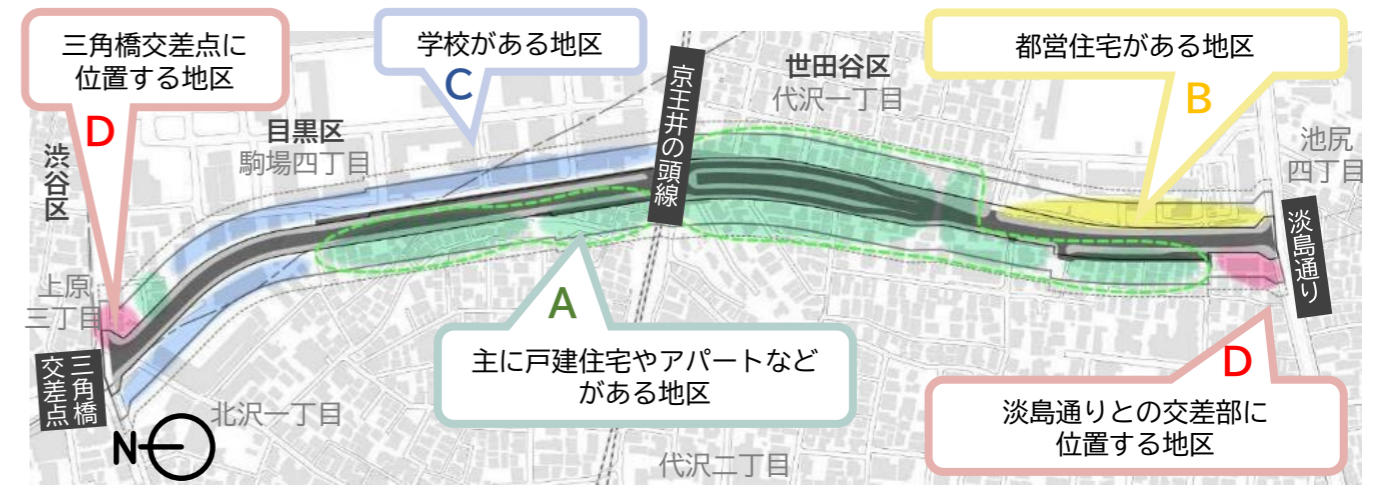 三角橋交差点に
位置する地区
D
学校がある地区
C
京王井の頭線
世田谷区
代沢一丁目
都営住宅がある地区
B
目黒区
駒場四丁目
渋谷区
池尻
四丁目
上原
三丁目
三角橋
交差点
淡島通り
A
主に戸建住宅やアパートなど
がある地区
D
淡島通りとの交差部に
位置する地区
北沢一丁目
N
代沢二丁目